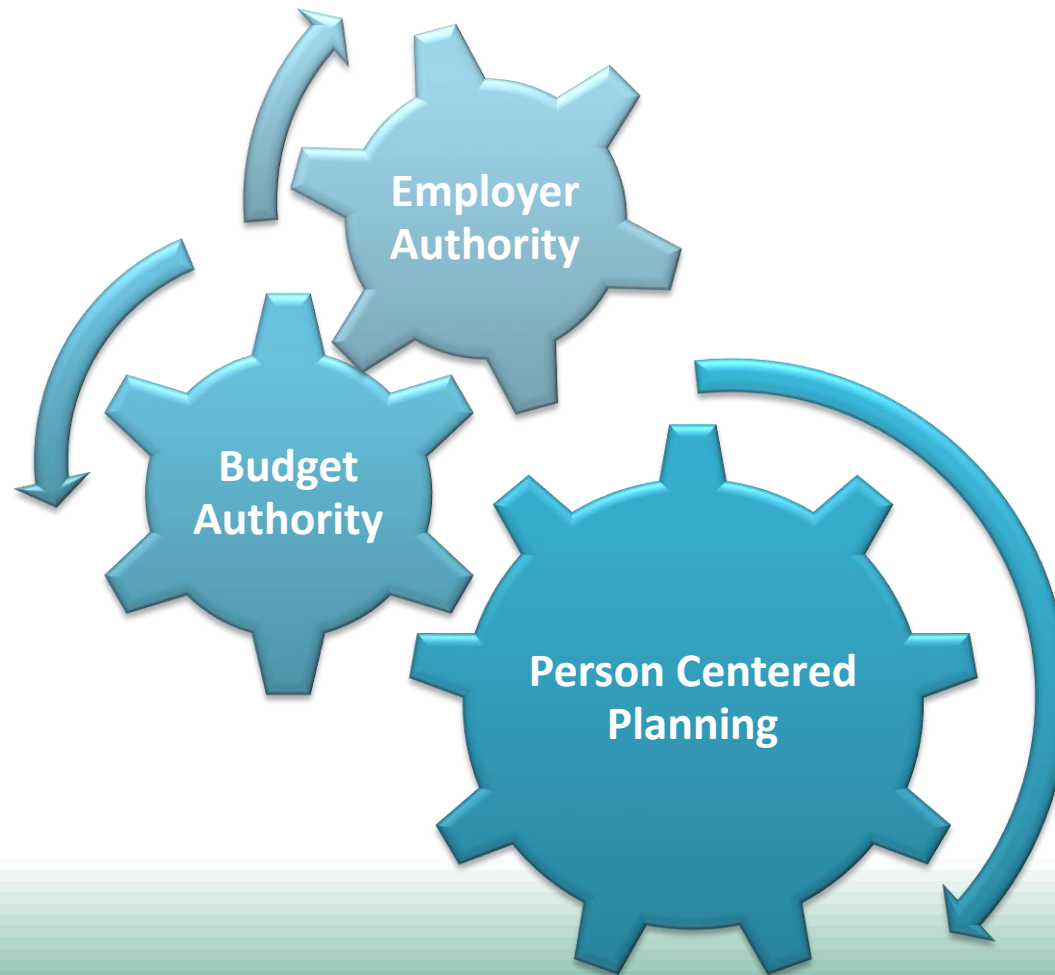 Employer
Authority
Budget
Authority
Person Centered
Planning